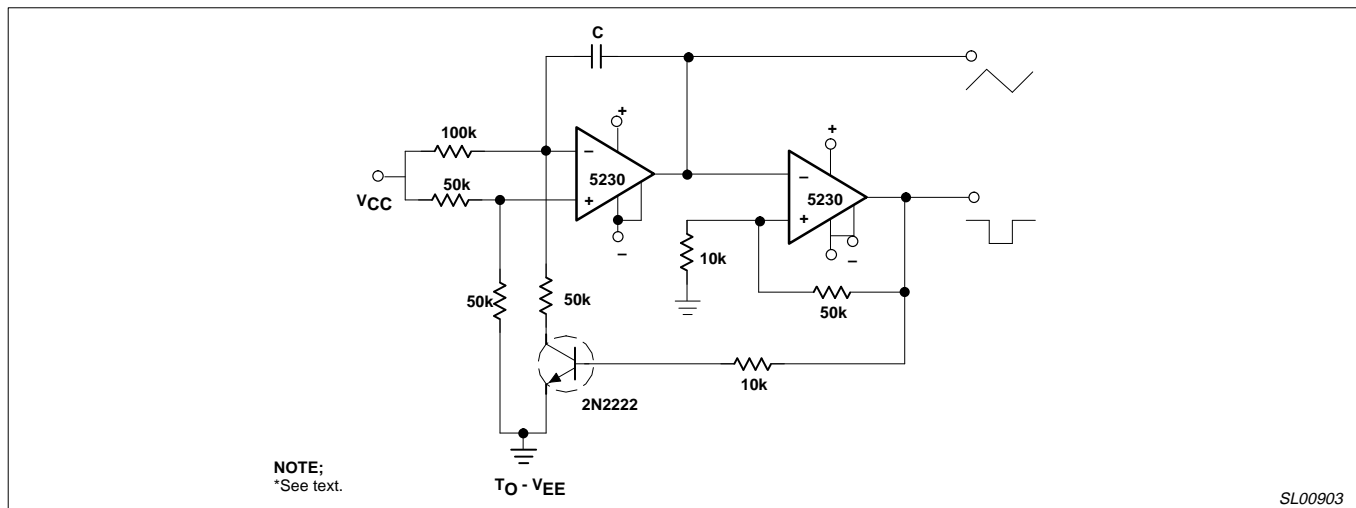 C
+
100k
−
5230
+
VCC
50k
+
−
−
5230
+
10k
−
50k
50k
50k
10k
2N2222
NOTE;
*See text.
TO - VEE
SL00903